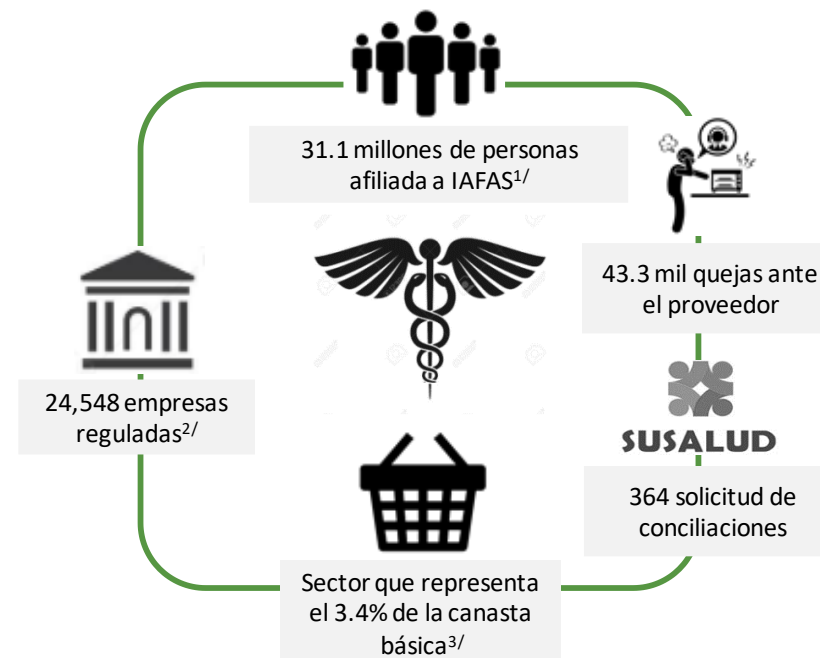 31.1 millones de personas
afiliada a IAFAS1/
43.3 mil quejas ante
el proveedor
24,548 empresas
reguladas2/
SUSALUD
364 solicitud de
conciliaciones
Sector que representa
el 3.4% de la canasta
básica3/